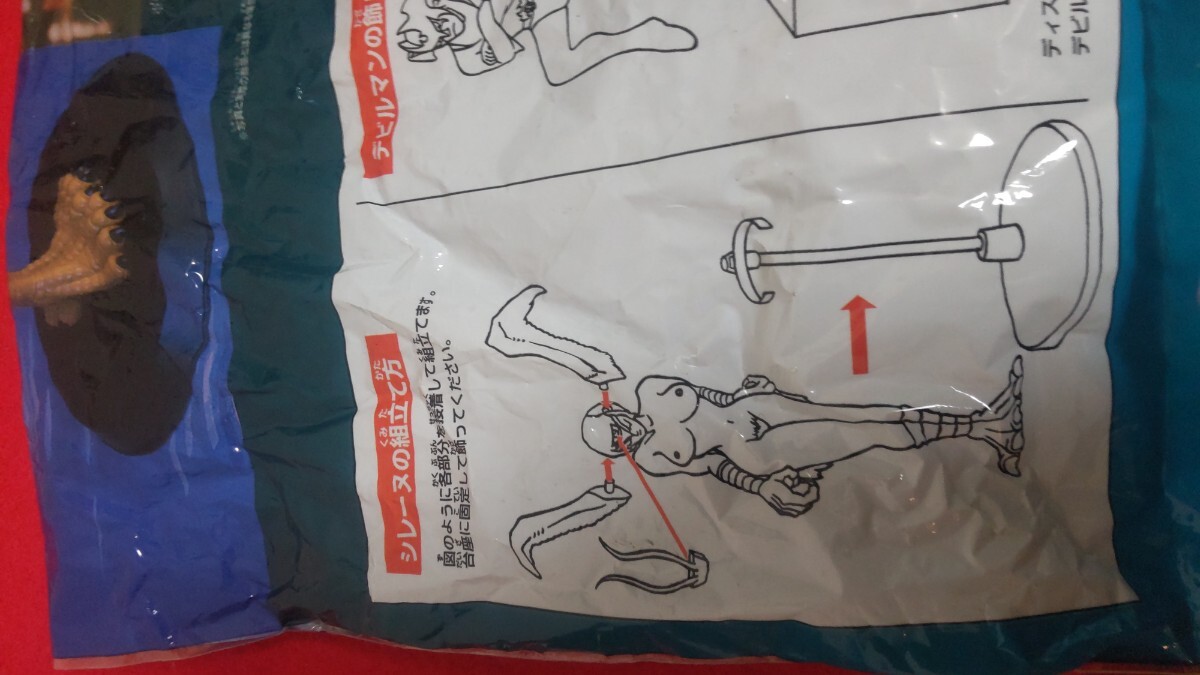 デビルマンの飾
ディス
デビル
シレーヌの組立て方
図のように各部分を接着して組立てます。
台座に固定して飾ってください。